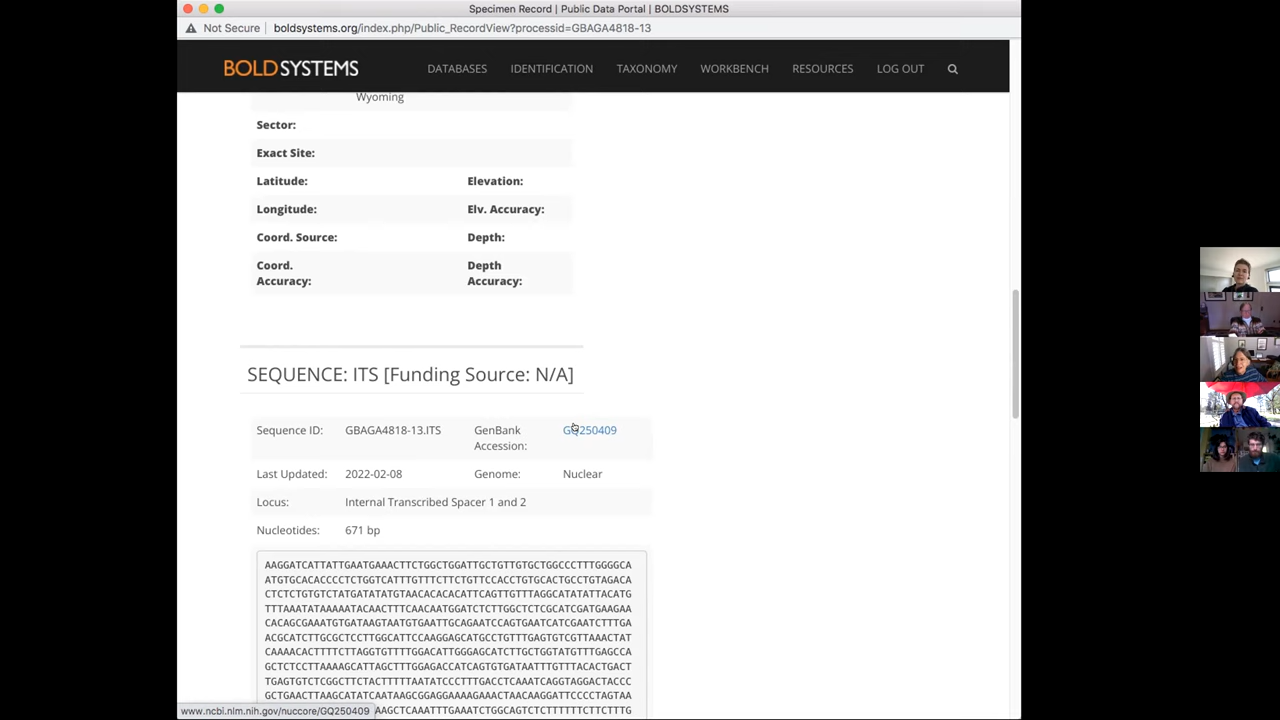 Specimen Record | Public Data Portal | BOLDSYSTEMS
Not Secure | boldsystems.org/index.php/Public_RecordView?processid=GBAGA4818-13
BOLDSYSTEMS DATABASES IDENTIFICATION TAXONOMY WORKBENCH RESOURCES LOG OUT
Wyoming
Sector:
Exact Site:
Latitude: Elevation:
Longitude: Elv. Accuracy:
Coord. Source: Depth:
Coord. Accuracy: Depth Accuracy:
SEQUENCE: ITS [Funding Source: N/A]
Sequence ID: GBAGA4818-13.ITS GenBank Accession: GQ250409
Last Updated: 2022-02-08 Genome: Nuclear
Locus: Internal Transcribed Spacer 1 and 2
Nucleotides: 671 bp
AAGGATCATTATTGAATGAAACTTCTGGCTGGATTGCTGTTGTGCTGGCCCTTTGGGGCA
ATGTGCACACCCCTCTGGTCATTTGTTTCTTCTGTTCCACCTGTGCACTGCCTGTAGACA
CTCTCTGTGTCTATGATATATGTAACACACACATTCAGTTGTTTAGGCATATATTACATG
TTTAAATATAAAAATACAACTTTCAACAATGGATCTCTTGGCTCTCGCATCGATGAAGAA
CACAGCGAAATGTGATAAGTAATGTGAATTGCAGAATCCAGTGAATCATCGAATCTTTGA
ACGCATCTTGCGCTCCTTGGCATTCCAAGGAGCATGCCTGTTTGAGTGTCGTTAAACTAT
CAAAACACTTTTCTTAGGTGTTTTGGACATTGGGAGCATCTTGCTGGTATGTTTGAGCCA
GCTCTCCTTAAAAGCATTAGCTTTGGAGACCATCAGTGTGATAATTTGTTTACACTGACT
TGAGTGTCTCGGCTTCTACTTTTTAATATCCCTTTGACCTCAAATCAGGTAGGACTACCC
GCTGAACTTAAGCATATCAATAAGCGGAGGAAAAGAAACTAACAAGGATTCCCCTAGTAA
www.ncbi.nlm.nih.gov/nuccore/GQ250409 AAGCTCAAATTTGAAATCTGGCAGTCTCTTTTTTCTTCTTTG